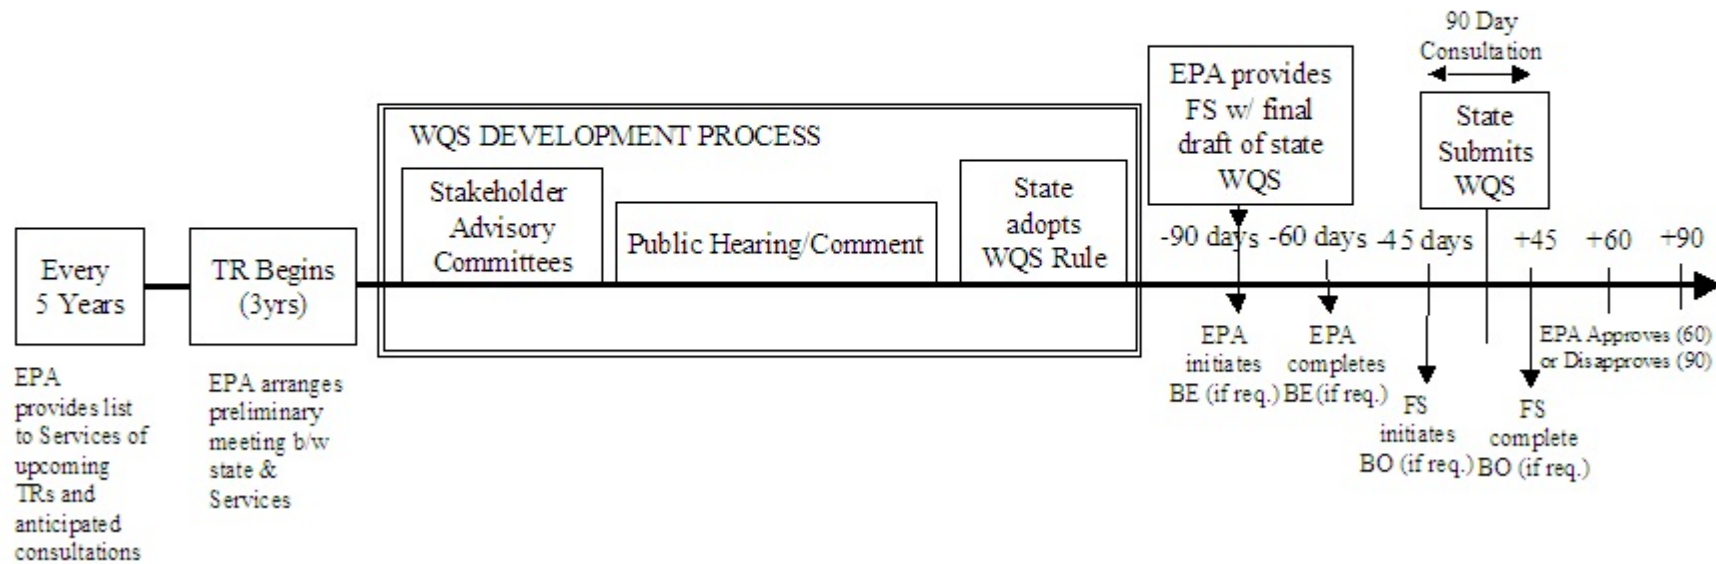 Every
5 Years
EPA
provides list
to Services of
upcoming
TRs and
anticipated
consultations
TR Begins
(3yrs)
EPA arranges
preliminary
meeting b/w
state &
Services
WQS DEVELOPMENT PROCESS
Stakeholder
Advisory
Committees
Public Hearing/Comment
State
adopts
WQS Rule
EPA provides
FS w/ final
draft of state
WQS
90 Day
Consultation
State
Submits
WQS
-90 days
-60 days
-45 days
+45
+60
+90
EPA
initiates
BE (if req.)
EPA
completes
BE(if req.)
FS
initiates
BO (if req.)
FS
complete
BO (if req.)
EPA Approves (60)
or Disapproves (90)